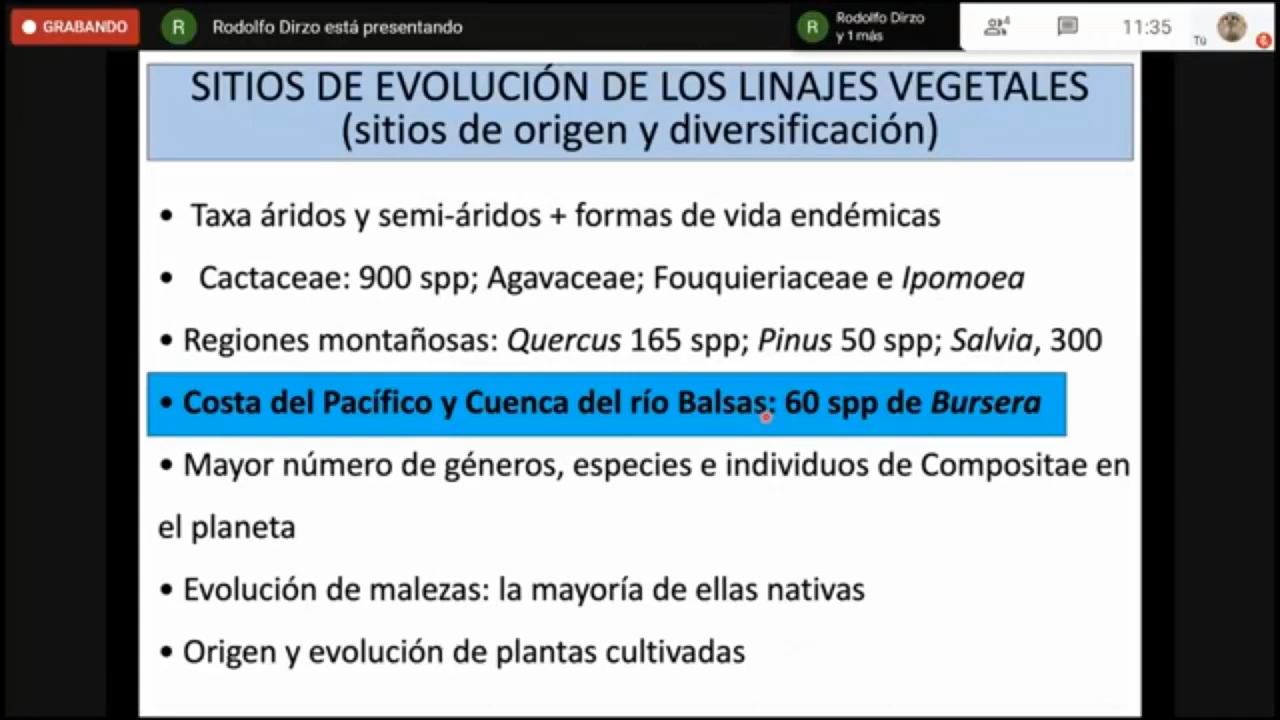 GRABANDO
R
Rodolfo Dirzo está presentando
R
Rodolfo Dirzo
y 1 más
4
11:35
Tú
SITIOS DE EVOLUCIÓN DE LOS LINAJES VEGETALES
(sitios de origen y diversificación)
• Taxa áridos y semi-áridos + formas de vida endémicas
• Cactaceae: 900 spp; Agavaceae; Fouquieriaceae e Ipomoea
• Regiones montañosas: Quercus 165 spp; Pinus 50 spp; Salvia, 300
• Costa del Pacífico y Cuenca del río Balsas: 60 spp de Bursera
• Mayor número de géneros, especies e individuos de Compositae en
el planeta
• Evolución de malezas: la mayoría de ellas nativas
• Origen y evolución de plantas cultivadas